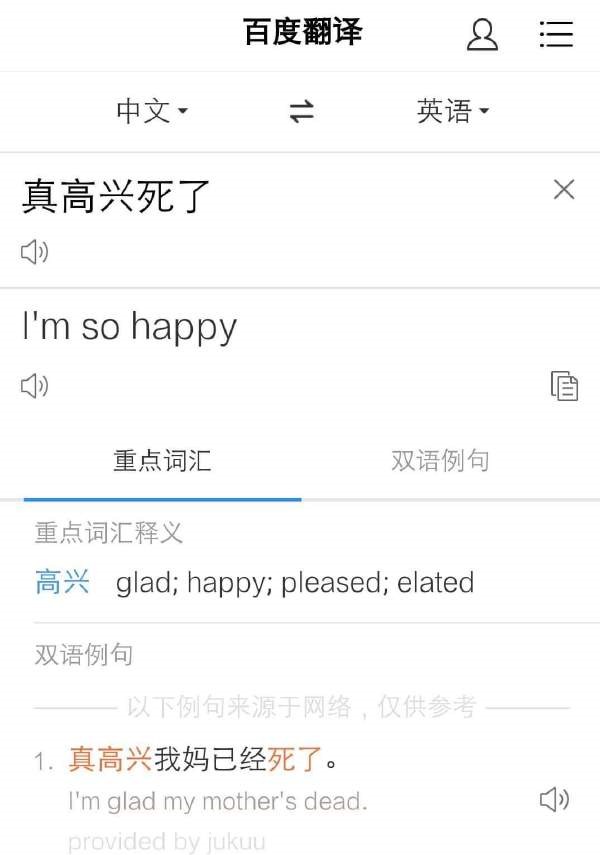 百度翻译
中文 英语
真高兴死了
I'm so happy
重点词汇 双语例句
重点词汇释义
高兴 glad; happy; pleased; elated
双语例句
以下例句来源于网络，仅供参考
1. 真高兴我妈已经死了。
I'm glad my mother's dead.
provided by jukuu